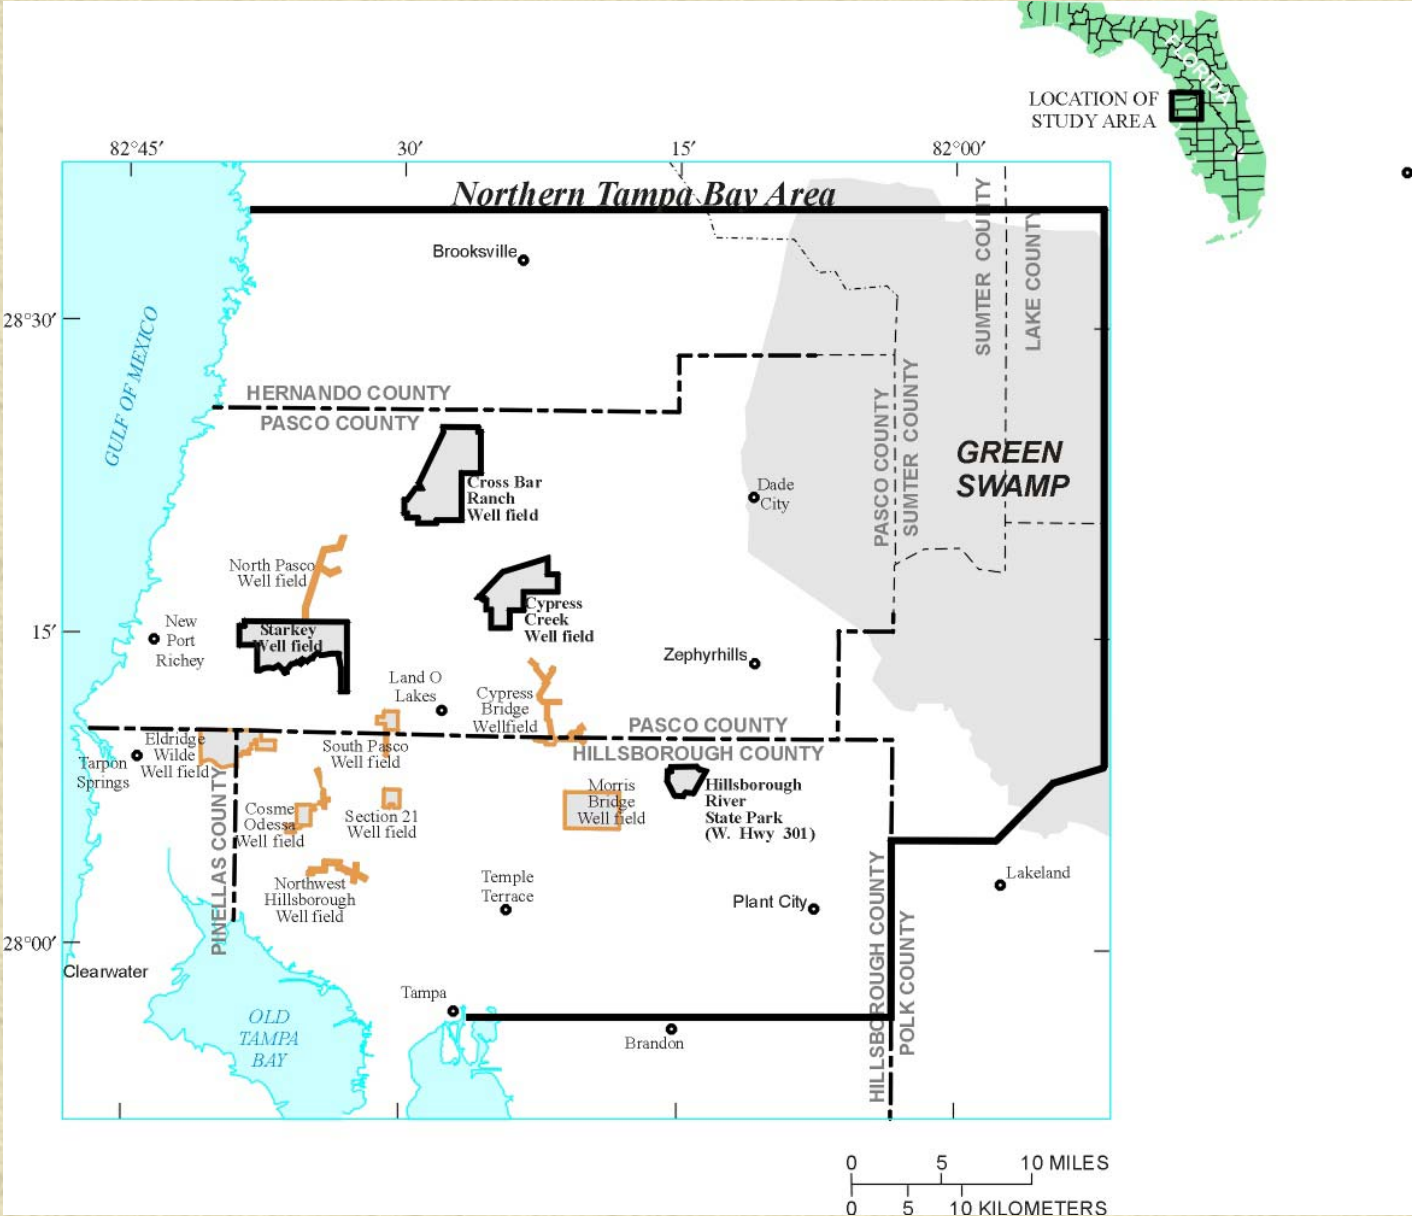 FLORIDA
LOCATION OF
STUDY AREA
82°45′
30′
15′
82°00′
Northern Tampa Bay Area
SUMTER COUNTY
LAKE COUNTY
Brooksville
28°30′
GULF OF MEXICO
HERNANDO COUNTY
PASCO COUNTY
PASCO COUNTY
SUMTER COUNTY
GREEN
SWAMP
Cross Bar
Ranch
Well field
Dade
City
North Pasco
Well field
Cypress
Creek
Well field
15′
New
Port
Richey
Starkey
Well field
Zephyrhills
Land O
Lakes
Cypress
Bridge
Wellfield
PASCO COUNTY
HILLSBOROUGH COUNTY
Eldridge
Wilde
Well field
South Pasco
Well field
Tarpon
Springs
PINELLAS COUNTY
Morris
Bridge
Well field
Hillsborough
River
State Park
(W. Hwy 301)
Cosme
Odessa
Well field
Section 21
Well field
Northwest
Hillsborough
Well field
Temple
Terrace
Plant City
Lakeland
HILLSBOROUGH COUNTY
POLK COUNTY
28°00′
Clearwater
Tampa
OLD
TAMPA
BAY
Brandon
0 5 10 MILES
0 5 10 KILOMETERS